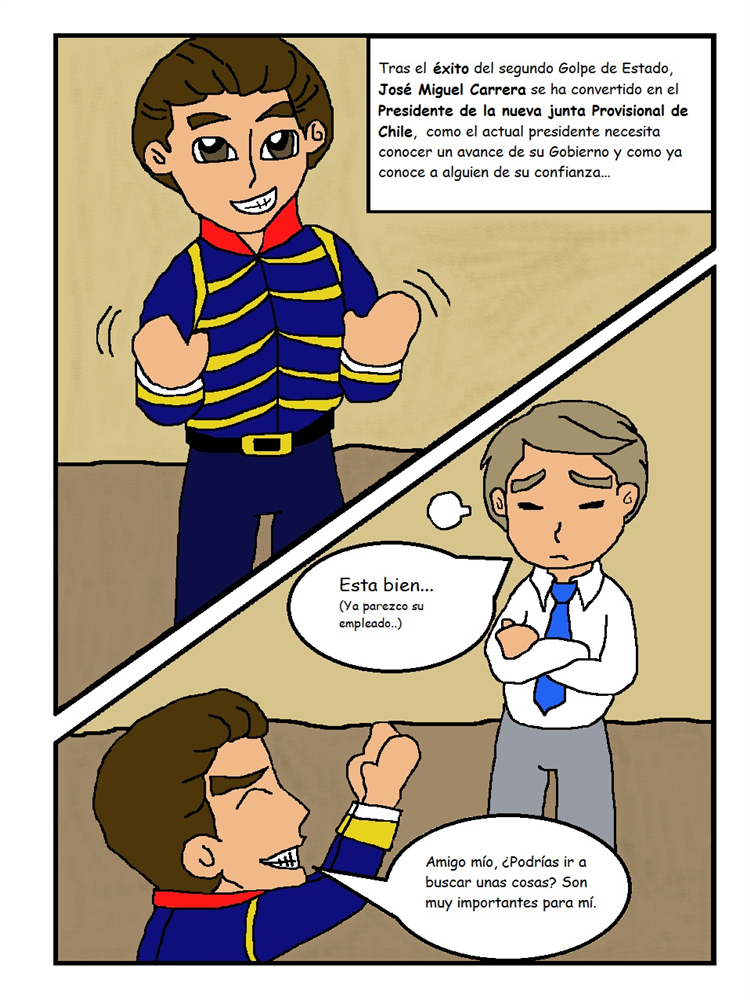 Tras el éxito del segundo Golpe de Estado,
José Miguel Carrera se ha convertido en el
Presidente de la nueva junta Provisional de
Chile, como el actual presidente necesita
conocer un avance de su Gobierno y como ya
conoce a alguien de su confianza...
Esta bien...
(Ya parezco su
empleado..)
Amigo mío, ¿Podrías ir a
buscar unas cosas? Son
muy importantes para mí.